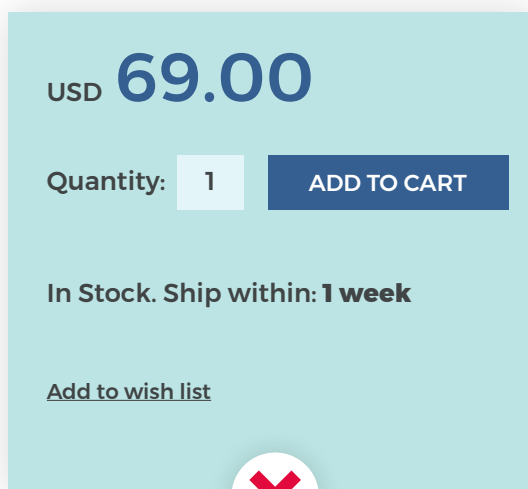 USD 69.00
Quantity: 1 ADD TO CART
In Stock. Ship within: 1 week
Add to wish list